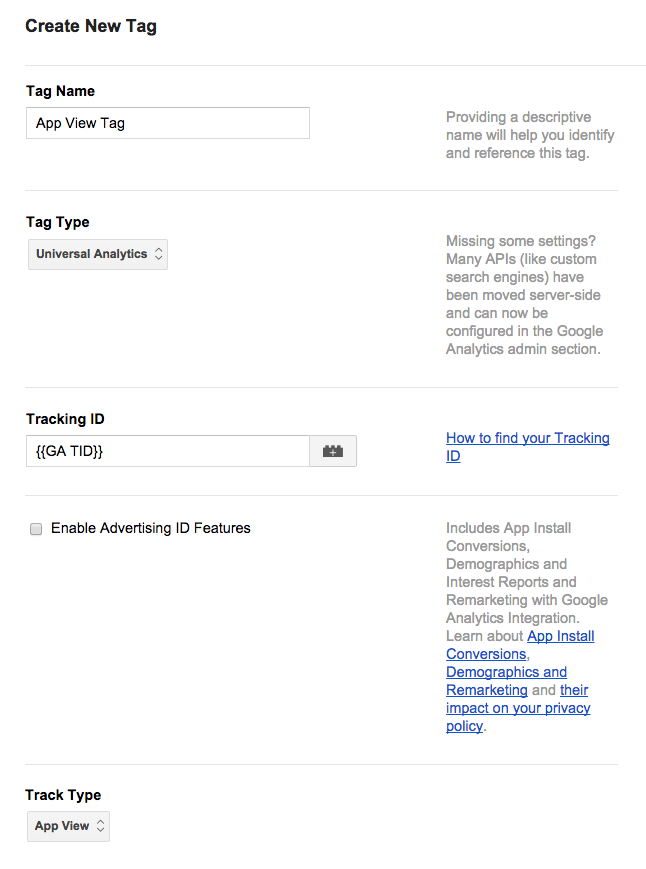 Create New Tag
Tag Name
App View Tag
Providing a descriptive
name will help you identify
and reference this tag.
Tag Type
Universal Analytics
Missing some settings?
Many APIs (like custom
search engines) have
been moved server-side
and can now be
configured in the Google
Analytics admin section.
Tracking ID
{{GA TID}}
How to find your Tracking
ID
Enable Advertising ID Features
Includes App Install
Conversions,
Demographics and
Interest Reports and
Remarketing with Google
Analytics Integration.
Learn about App Install
Conversions,
Demographics and
Remarketing and their
impact on your privacy
policy.
Track Type
App View